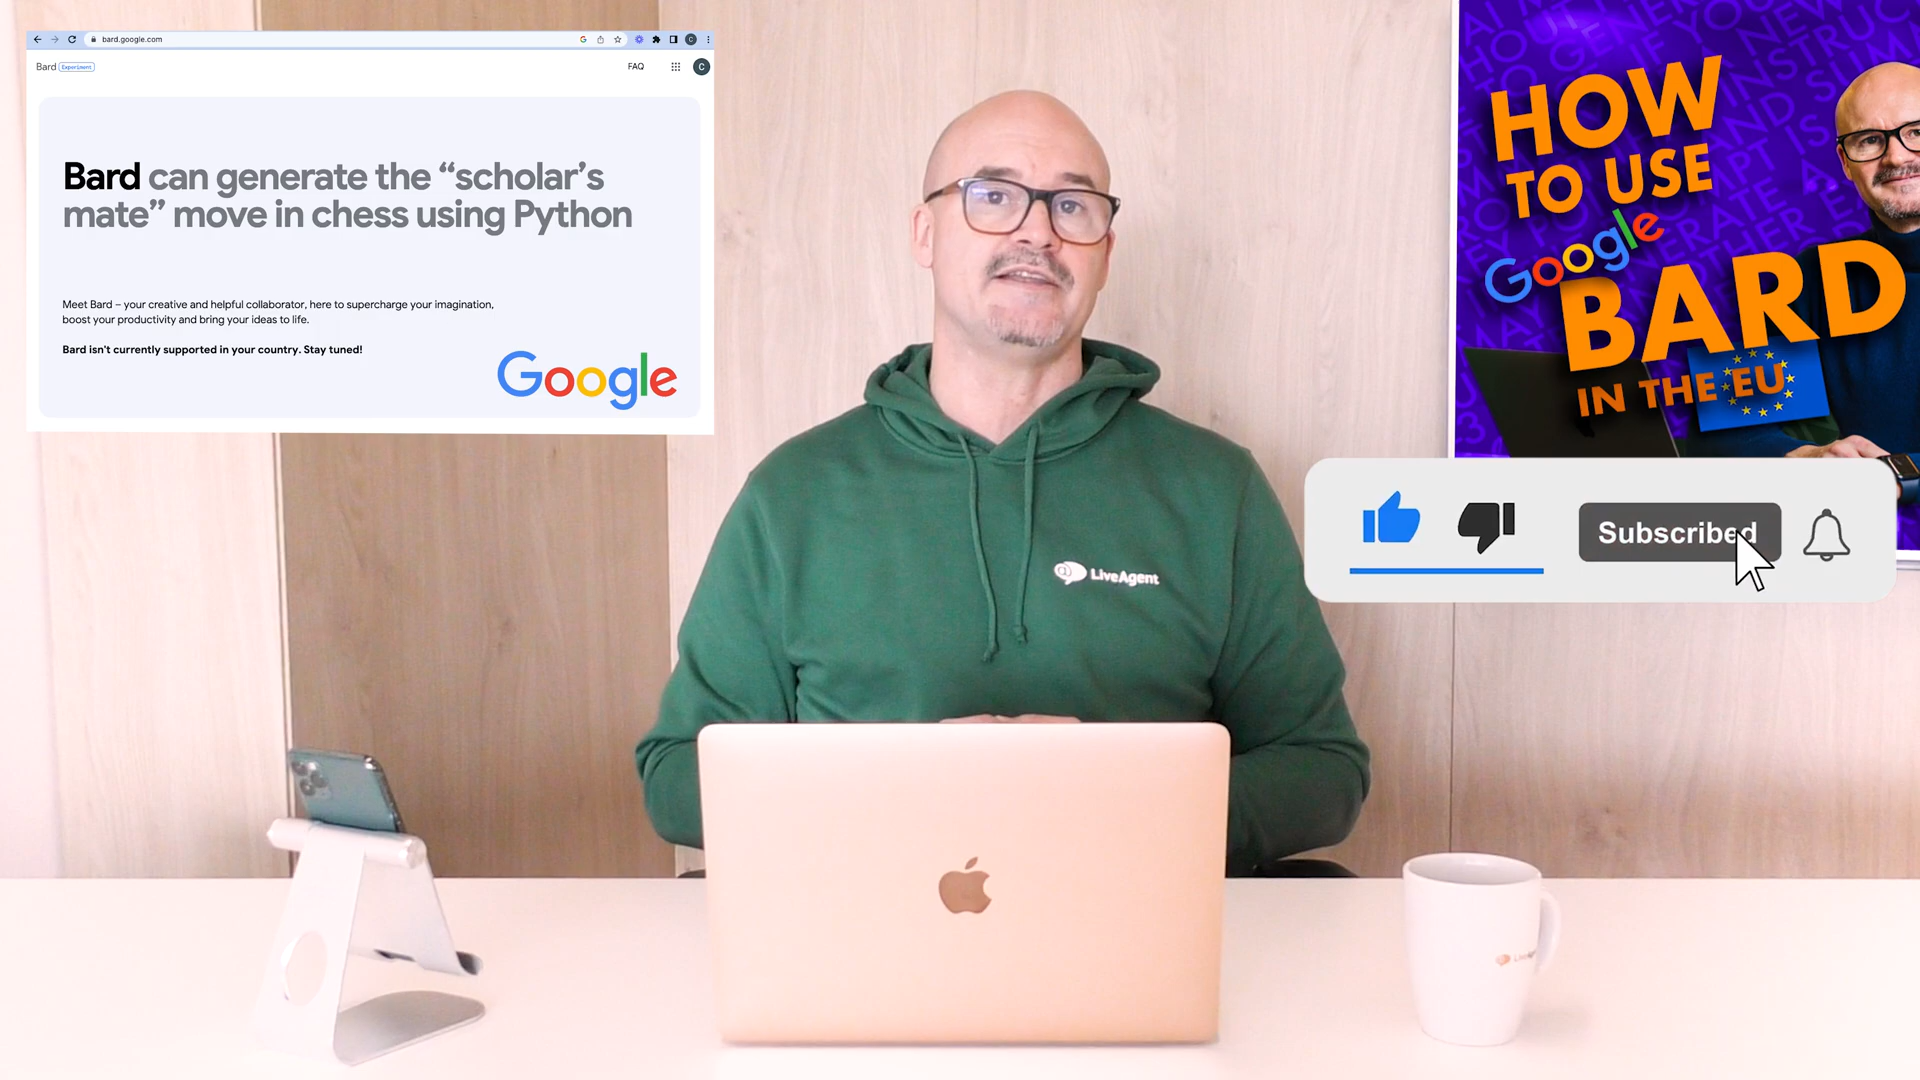 bard.google.com
Bard Experiment
FAQ
C
Bard can generate the “scholar’s
mate” move in chess using Python
Meet Bard – your creative and helpful collaborator, here to supercharge your imagination,
boost your productivity and bring your ideas to life.
Bard isn't currently supported in your country. Stay tuned!
Google
HOW
TO USE
Google
BARD
IN THE EU
Subscribed
LiveAgent